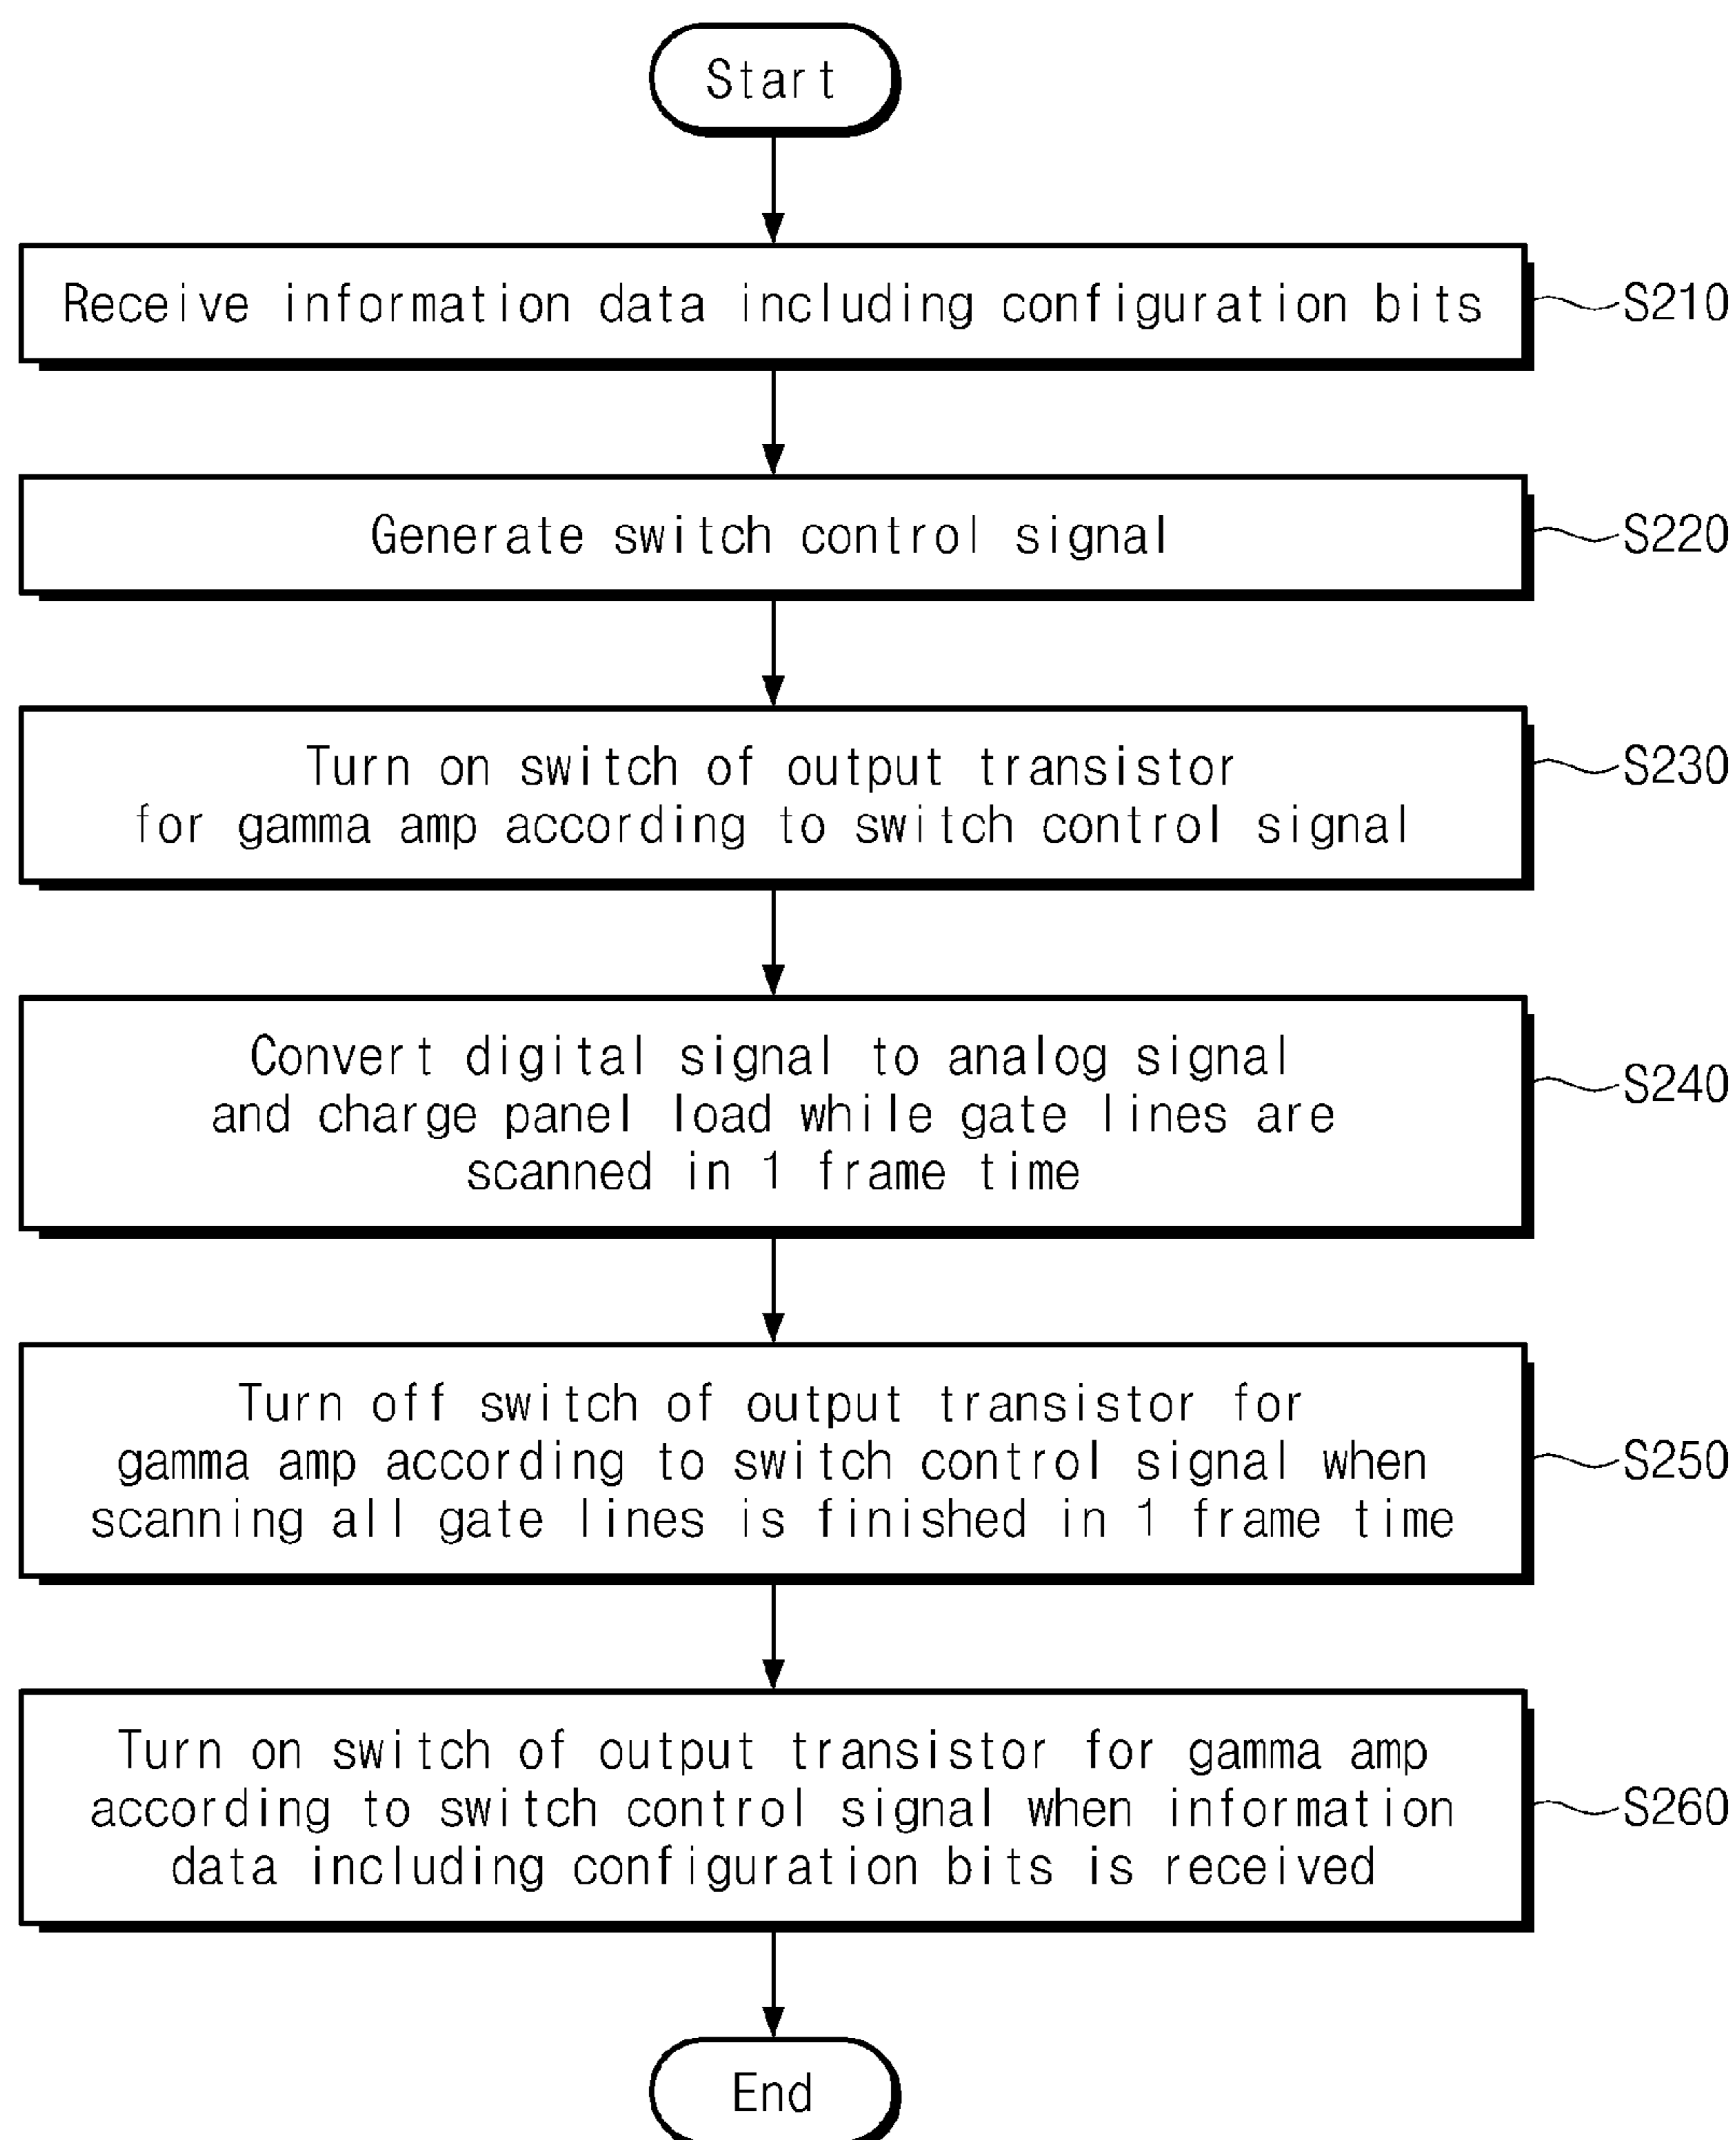 Start
Receive information data including configuration bits
S210
Generate switch control signal
S220
Turn on switch of output transistor
for gamma amp according to switch control signal
S230
Convert digital signal to analog signal
and charge panel load while gate lines are
scanned in 1 frame time
S240
Turn off switch of output transistor for
gamma amp according to switch control signal when
scanning all gate lines is finished in 1 frame time
S250
Turn on switch of output transistor for gamma amp
according to switch control signal when information
data including configuration bits is received
S260
End